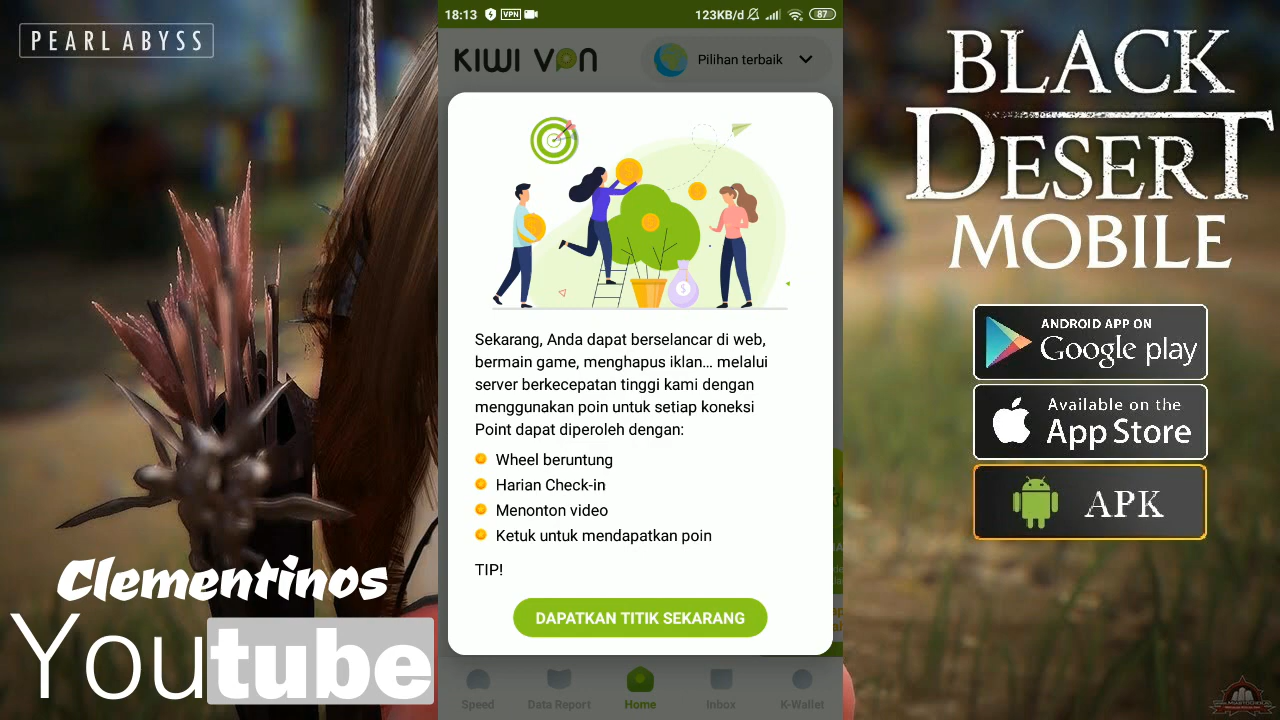 PEARL ABYSS
Clementinos
Youtube
18:13 VPN 123KB/d 87
KIWI VPN Pilihan terbaik
Sekarang, Anda dapat berselancar di web,
bermain game, menghapus iklan... melalui
server berkecepatan tinggi kami dengan
menggunakan poin untuk setiap koneksi
Point dapat diperoleh dengan:
Wheel beruntung
Harian Check-in
Menonton video
Ketuk untuk mendapatkan poin
TIP!
DAPATKAN TITIK SEKARANG
Speed Data Report Home Inbox K-Wallet
BLACK
DESERT
MOBILE
ANDROID APP ON
Google play
Available on the
App Store
APK